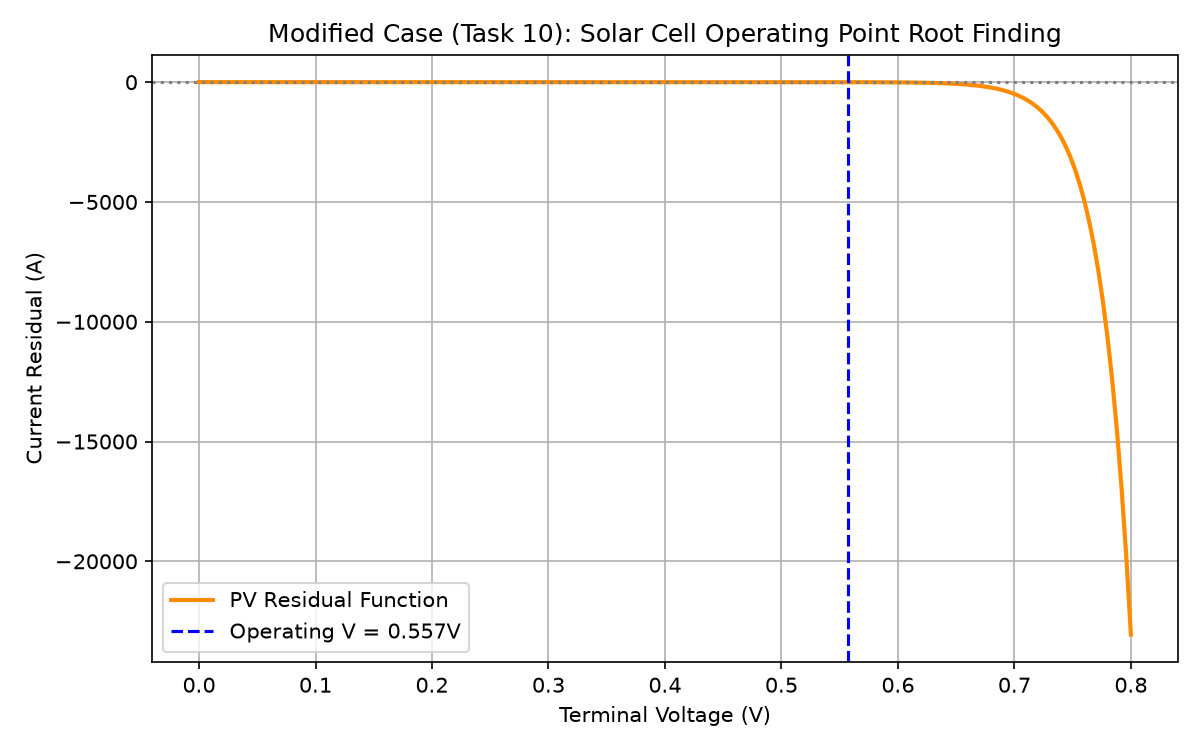 Modified Case (Task 10): Solar Cell Operating Point Root Finding
Current Residual (A)
0
−5000
−10000
−15000
−20000
PV Residual Function
Operating V = 0.557V
0.0 0.1 0.2 0.3 0.4 0.5 0.6 0.7 0.8
Terminal Voltage (V)